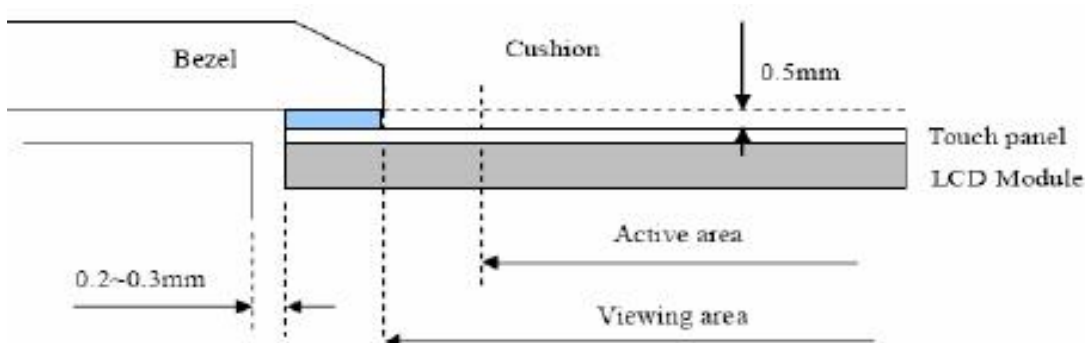 Cushion
Bezel
0.5mm
Touch panel
LCD Module
Active area
0.2~0.3mm
Viewing area